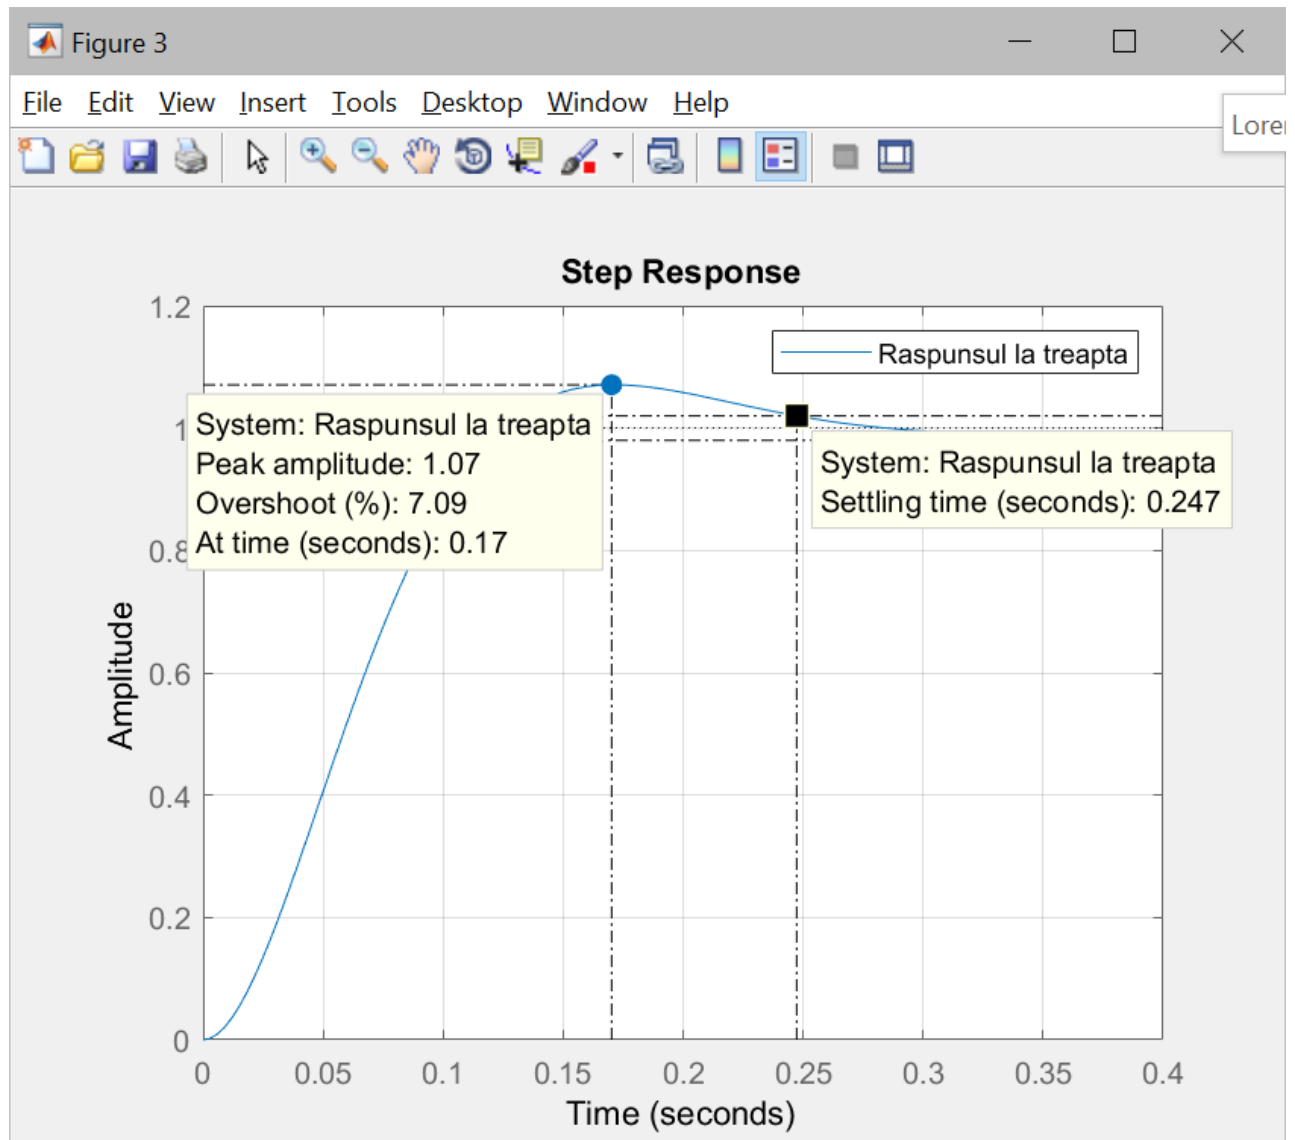 Figure 3
File Edit View Insert Tools Desktop Window Help
Lore
Step Response
Raspunsul la treapta
System: Raspunsul la treapta
Peak amplitude: 1.07
Overshoot (%): 7.09
At time (seconds): 0.17
System: Raspunsul la treapta
Settling time (seconds): 0.247
1.2
1
0.8
0.6
0.4
0.2
0
Amplitude
0 0.05 0.1 0.15 0.2 0.25 0.3 0.35 0.4
Time (seconds)